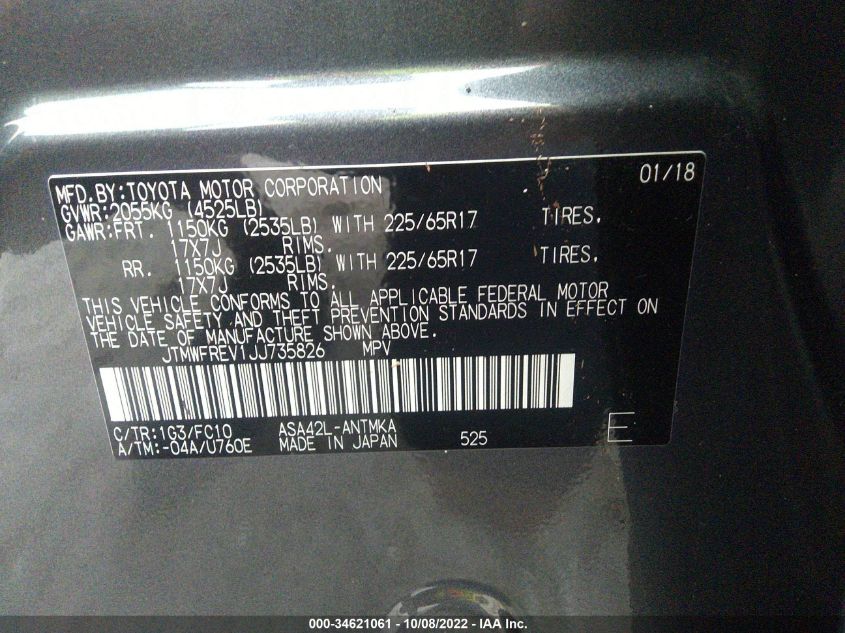 MFD.BY:TOYOTA MOTOR CORPORATION 01/18
GVWR:2055KG (4525LB)
GAWR:FRT. 1150KG (2535LB) WITH 225/65R17 TIRES.
17X7J RIMS.
RR. 1150KG (2535LB) WITH 225/65R17 TIRES.
17X7J RIMS.
THIS VEHICLE CONFORMS TO ALL APPLICABLE FEDERAL MOTOR
VEHICLE SAFETY AND THEFT PREVENTION STANDARDS IN EFFECT ON
THE DATE OF MANUFACTURE SHOWN ABOVE.
JTMWFREV1JJ735826 MPV
C/TR:1G3/FC10 ASA42L-ANTMKA
A/TM:-04A/U760E MADE IN JAPAN 525 E
000-34621061 - 10/08/2022 - IAA Inc.